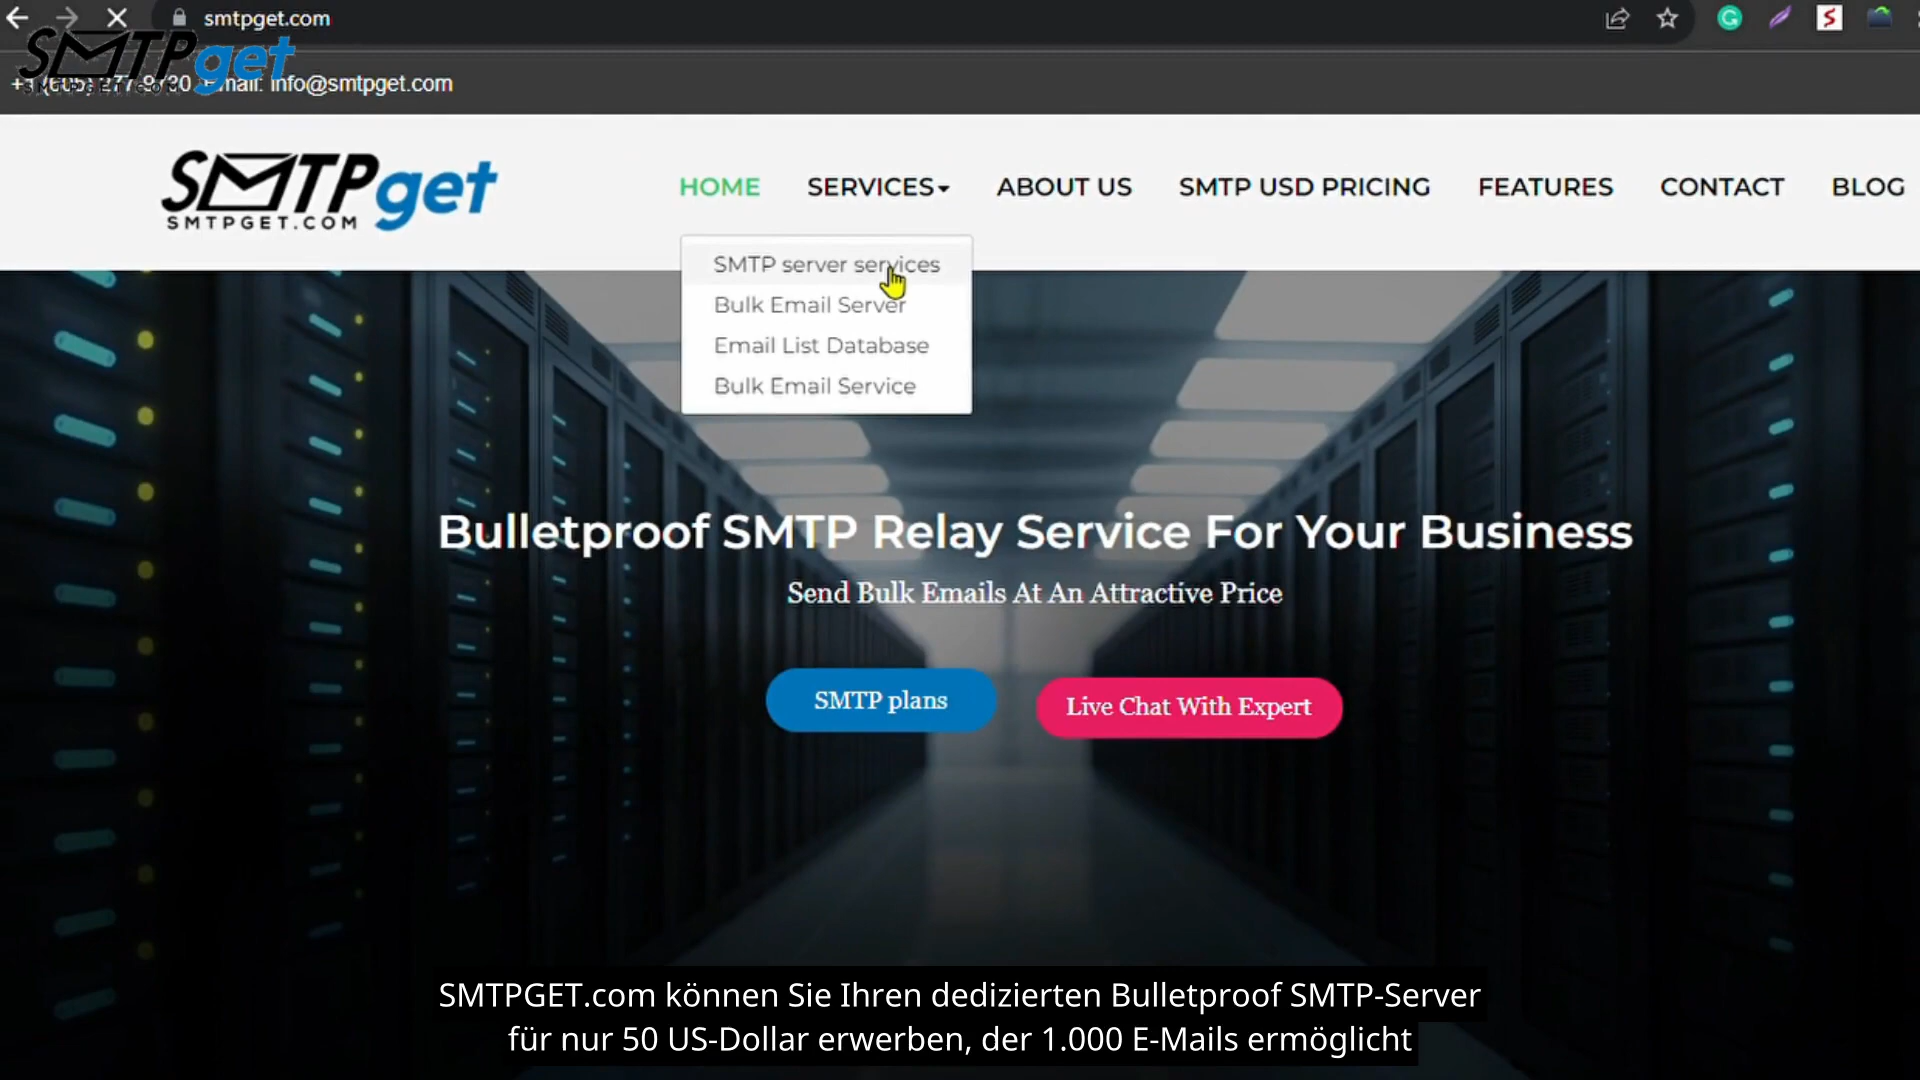 smtpget.com
SMTPget
Email: info@smtpget.com
SMTPget
SMTPGET.COM
HOME SERVICES ABOUT US SMTP USD PRICING FEATURES CONTACT BLOG
SMTP server services
Bulk Email Server
Email List Database
Bulk Email Service
Bulletproof SMTP Relay Service For Your Business
Send Bulk Emails At An Attractive Price
SMTP plans
Live Chat With Expert
SMTPGET.com können Sie Ihren dedizierten Bulletproof SMTP-Server
für nur 50 US-Dollar erwerben, der 1.000 E-Mails ermöglicht